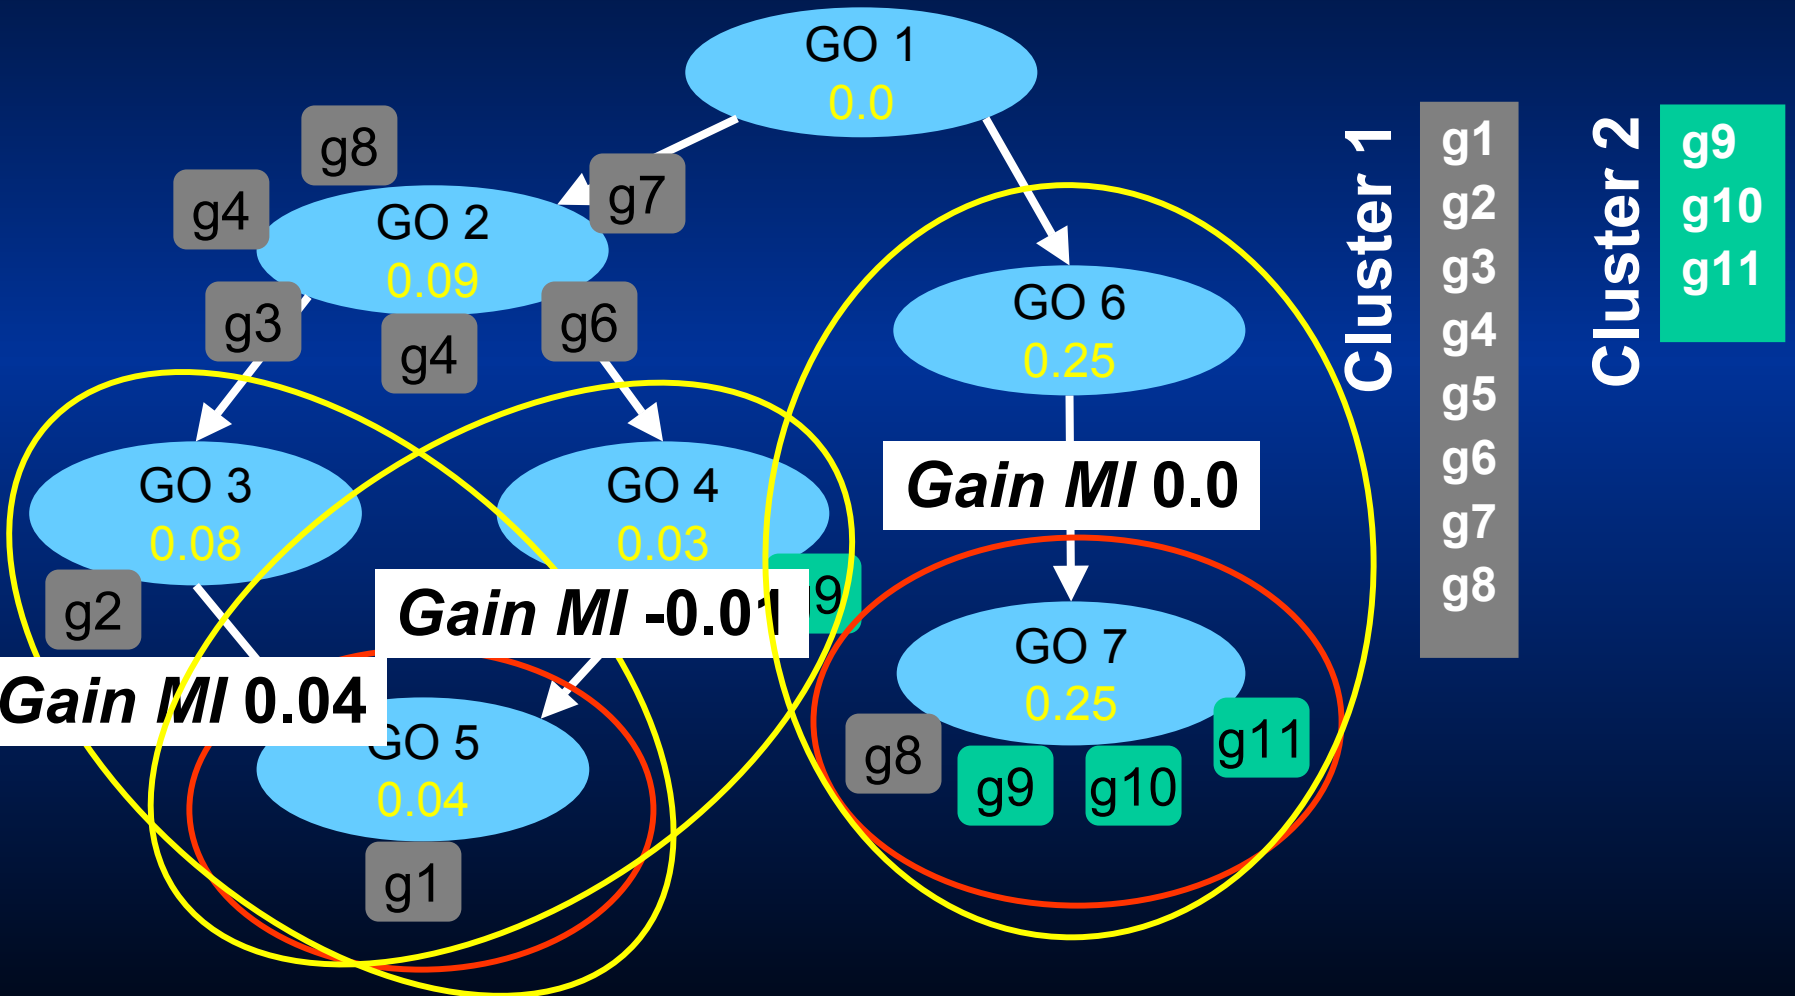 GO 1
0.0
g8
g4
g7
GO 2
0.09
g3
g4
g6
GO 6
0.25
GO 3
0.08
GO 4
0.03
Gain MI 0.0
g2
Gain MI -0.01
9
Gain MI 0.04
GO 5
0.04
g1
GO 7
0.25
g8
g9
g10
g11
Cluster 1
g1
g2
g3
g4
g5
g6
g7
g8
Cluster 2
g9
g10
g11